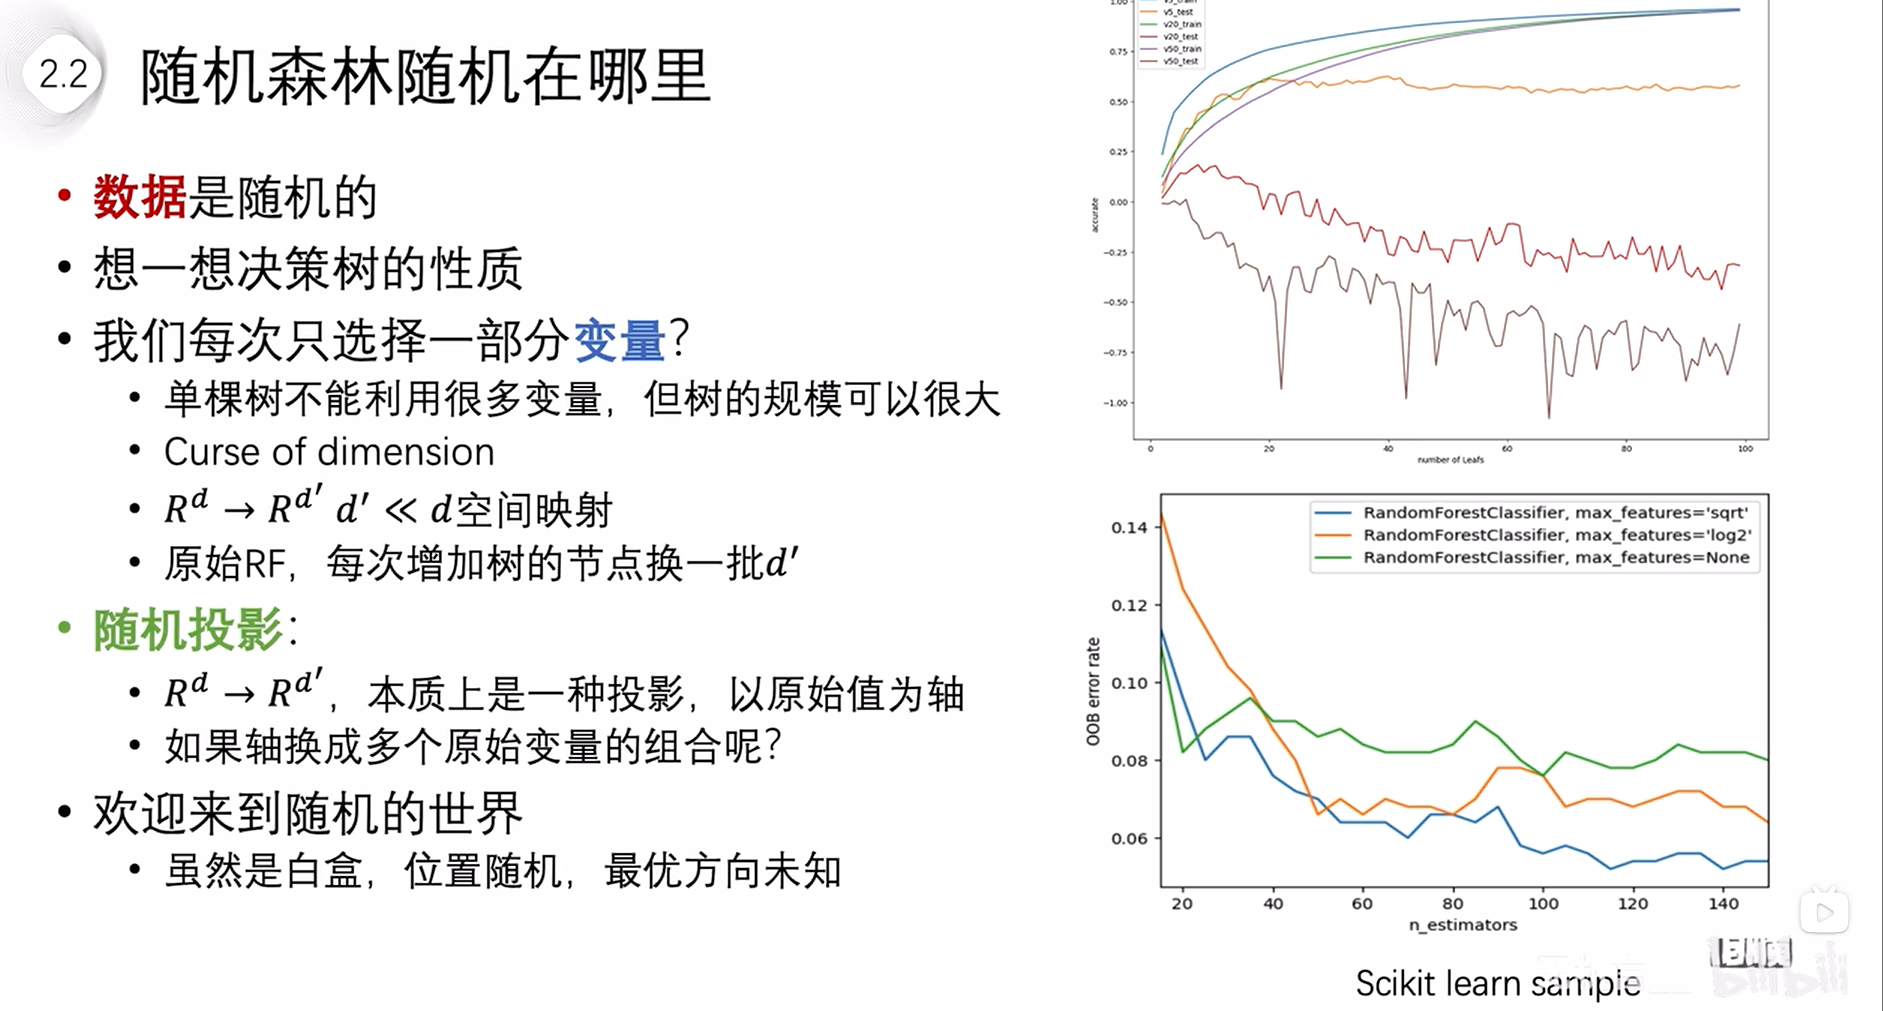 2.2
随机森林随机在哪里
• 数据是随机的
• 想一想决策树的性质
• 我们每次只选择一部分变量?
• 单棵树不能利用很多变量，但树的规模可以很大
• Curse of dimension
• R^d → R^d′ d′ ≪ d空间映射
• 原始RF，每次增加树的节点换一批d′
• 随机投影:
• R^d → R^d′，本质上是一种投影，以原始值为轴
• 如果轴换成多个原始变量的组合呢?
• 欢迎来到随机的世界
• 虽然是白盒，位置随机，最优方向未知
v5_train
v5_test
v20_train
v20_test
v50_train
v50_test
1.00
0.75
0.50
0.25
0.00
−0.25
−0.50
−0.75
−1.00
accurate
0 20 40 60 80 100
number of Leafs
RandomForestClassifier, max_features='sqrt'
RandomForestClassifier, max_features='log2'
RandomForestClassifier, max_features=None
0.14
0.12
0.10
0.08
0.06
OOB error rate
20 40 60 80 100 120 140
n_estimators
Scikit learn sample
bilibili